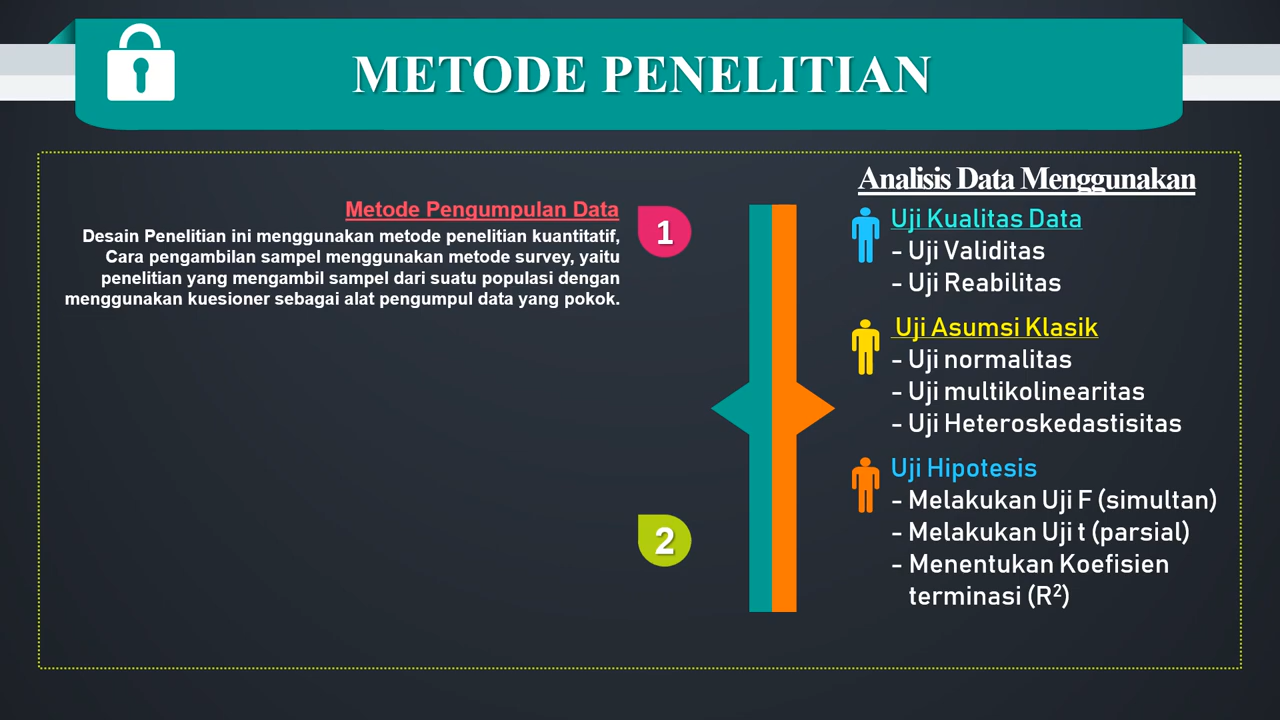 METODE PENELITIAN
Metode Pengumpulan Data
1
Desain Penelitian ini menggunakan metode penelitian kuantitatif,
Cara pengambilan sampel menggunakan metode survey, yaitu
penelitian yang mengambil sampel dari suatu populasi dengan
menggunakan kuesioner sebagai alat pengumpul data yang pokok.
2
Analisis Data Menggunakan
Uji Kualitas Data
- Uji Validitas
- Uji Reabilitas
Uji Asumsi Klasik
- Uji normalitas
- Uji multikolinearitas
- Uji Heteroskedastisitas
Uji Hipotesis
- Melakukan Uji F (simultan)
- Melakukan Uji t (parsial)
- Menentukan Koefisien
terminasi (R²)